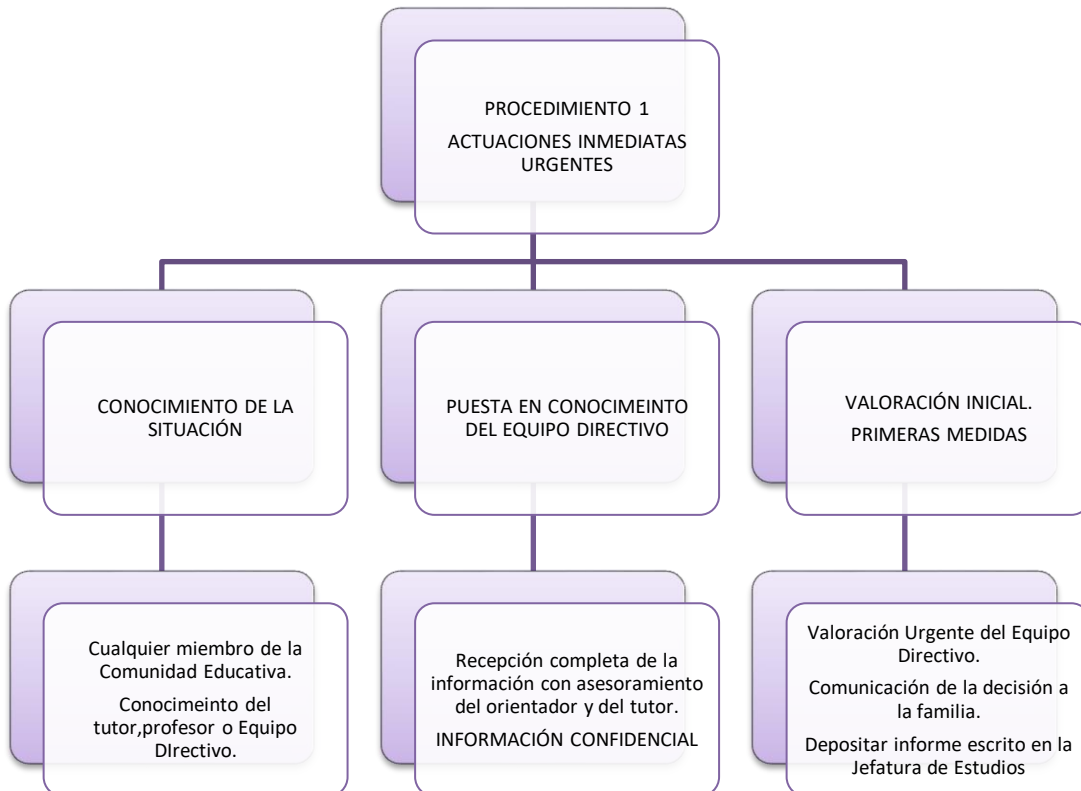 PROCEDIMIENTO 1
ACTUACIONES INMEDIATAS
URGENTES
CONOCIMIENTO DE LA
SITUACIÓN
PUESTA EN CONOCIMEINTO
DEL EQUIPO DIRECTIVO
VALORACIÓN INICIAL.
PRIMERAS MEDIDAS
Cualquier miembro de la
Comunidad Educativa.
Conocimeinto del
tutor,profesor o Equipo
DIrectivo.
Recepción completa de la
información con asesoramiento
del orientador y del tutor.
INFORMACIÓN CONFIDENCIAL
Valoración Urgente del Equipo
Directivo.
Comunicación de la decisión a
la familia.
Depositar informe escrito en la
Jefatura de Estudios